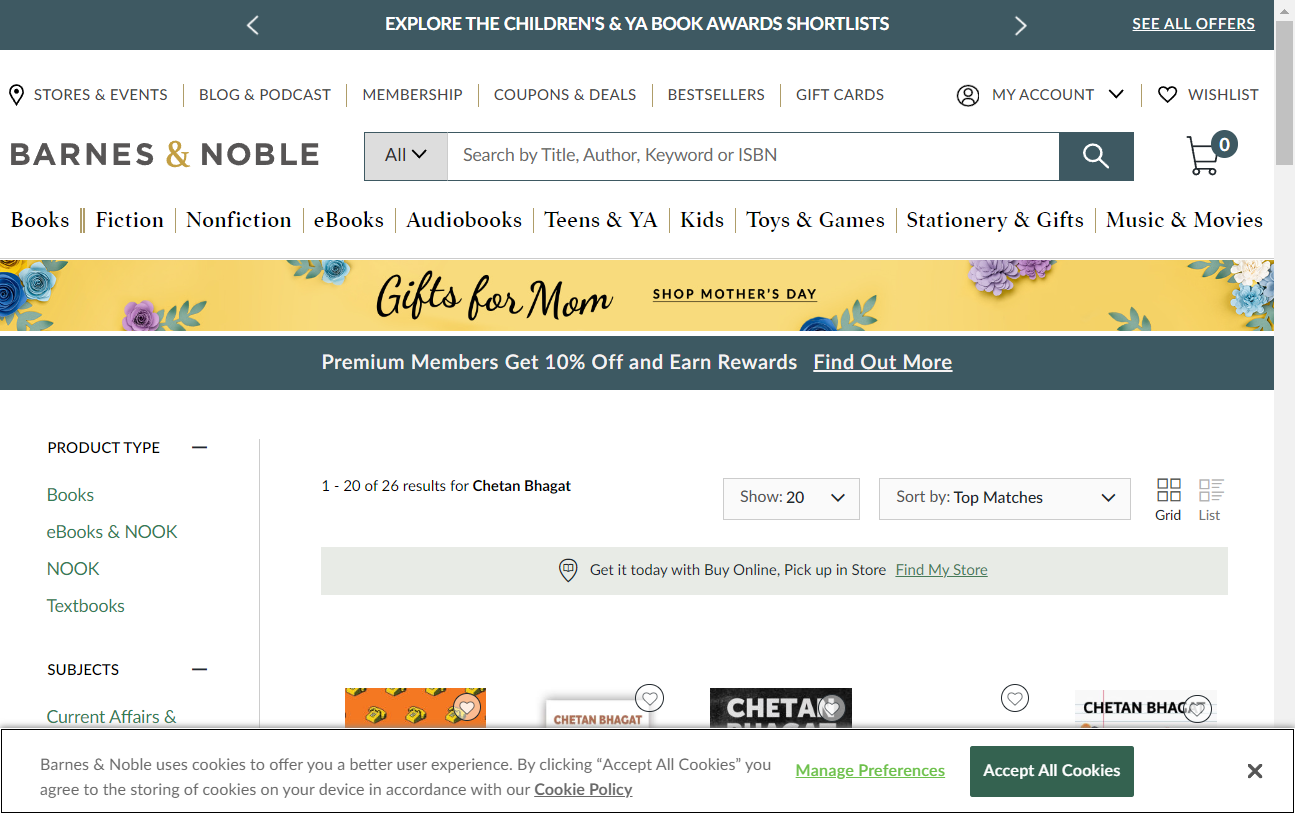 EXPLORE THE CHILDREN'S & YA BOOK AWARDS SHORTLISTS
SEE ALL OFFERS
STORES & EVENTS
BLOG & PODCAST
MEMBERSHIP
COUPONS & DEALS
BESTSELLERS
GIFT CARDS
MY ACCOUNT
WISHLIST
BARNES & NOBLE
All
Search by Title, Author, Keyword or ISBN
0
Books
Fiction
Nonfiction
eBooks
Audiobooks
Teens & YA
Kids
Toys & Games
Stationery & Gifts
Music & Movies
Gifts for Mom
SHOP MOTHER'S DAY
Premium Members Get 10% Off and Earn Rewards Find Out More
PRODUCT TYPE
Books
eBooks & NOOK
NOOK
Textbooks
SUBJECTS
Current Affairs &
1 - 20 of 26 results for Chetan Bhagat
Show: 20
Sort by: Top Matches
Grid
List
Get it today with Buy Online, Pick up in Store Find My Store
CHETAN BHAGAT
Barnes & Noble uses cookies to offer you a better user experience. By clicking “Accept All Cookies” you
agree to the storing of cookies on your device in accordance with our Cookie Policy
Manage Preferences
Accept All Cookies